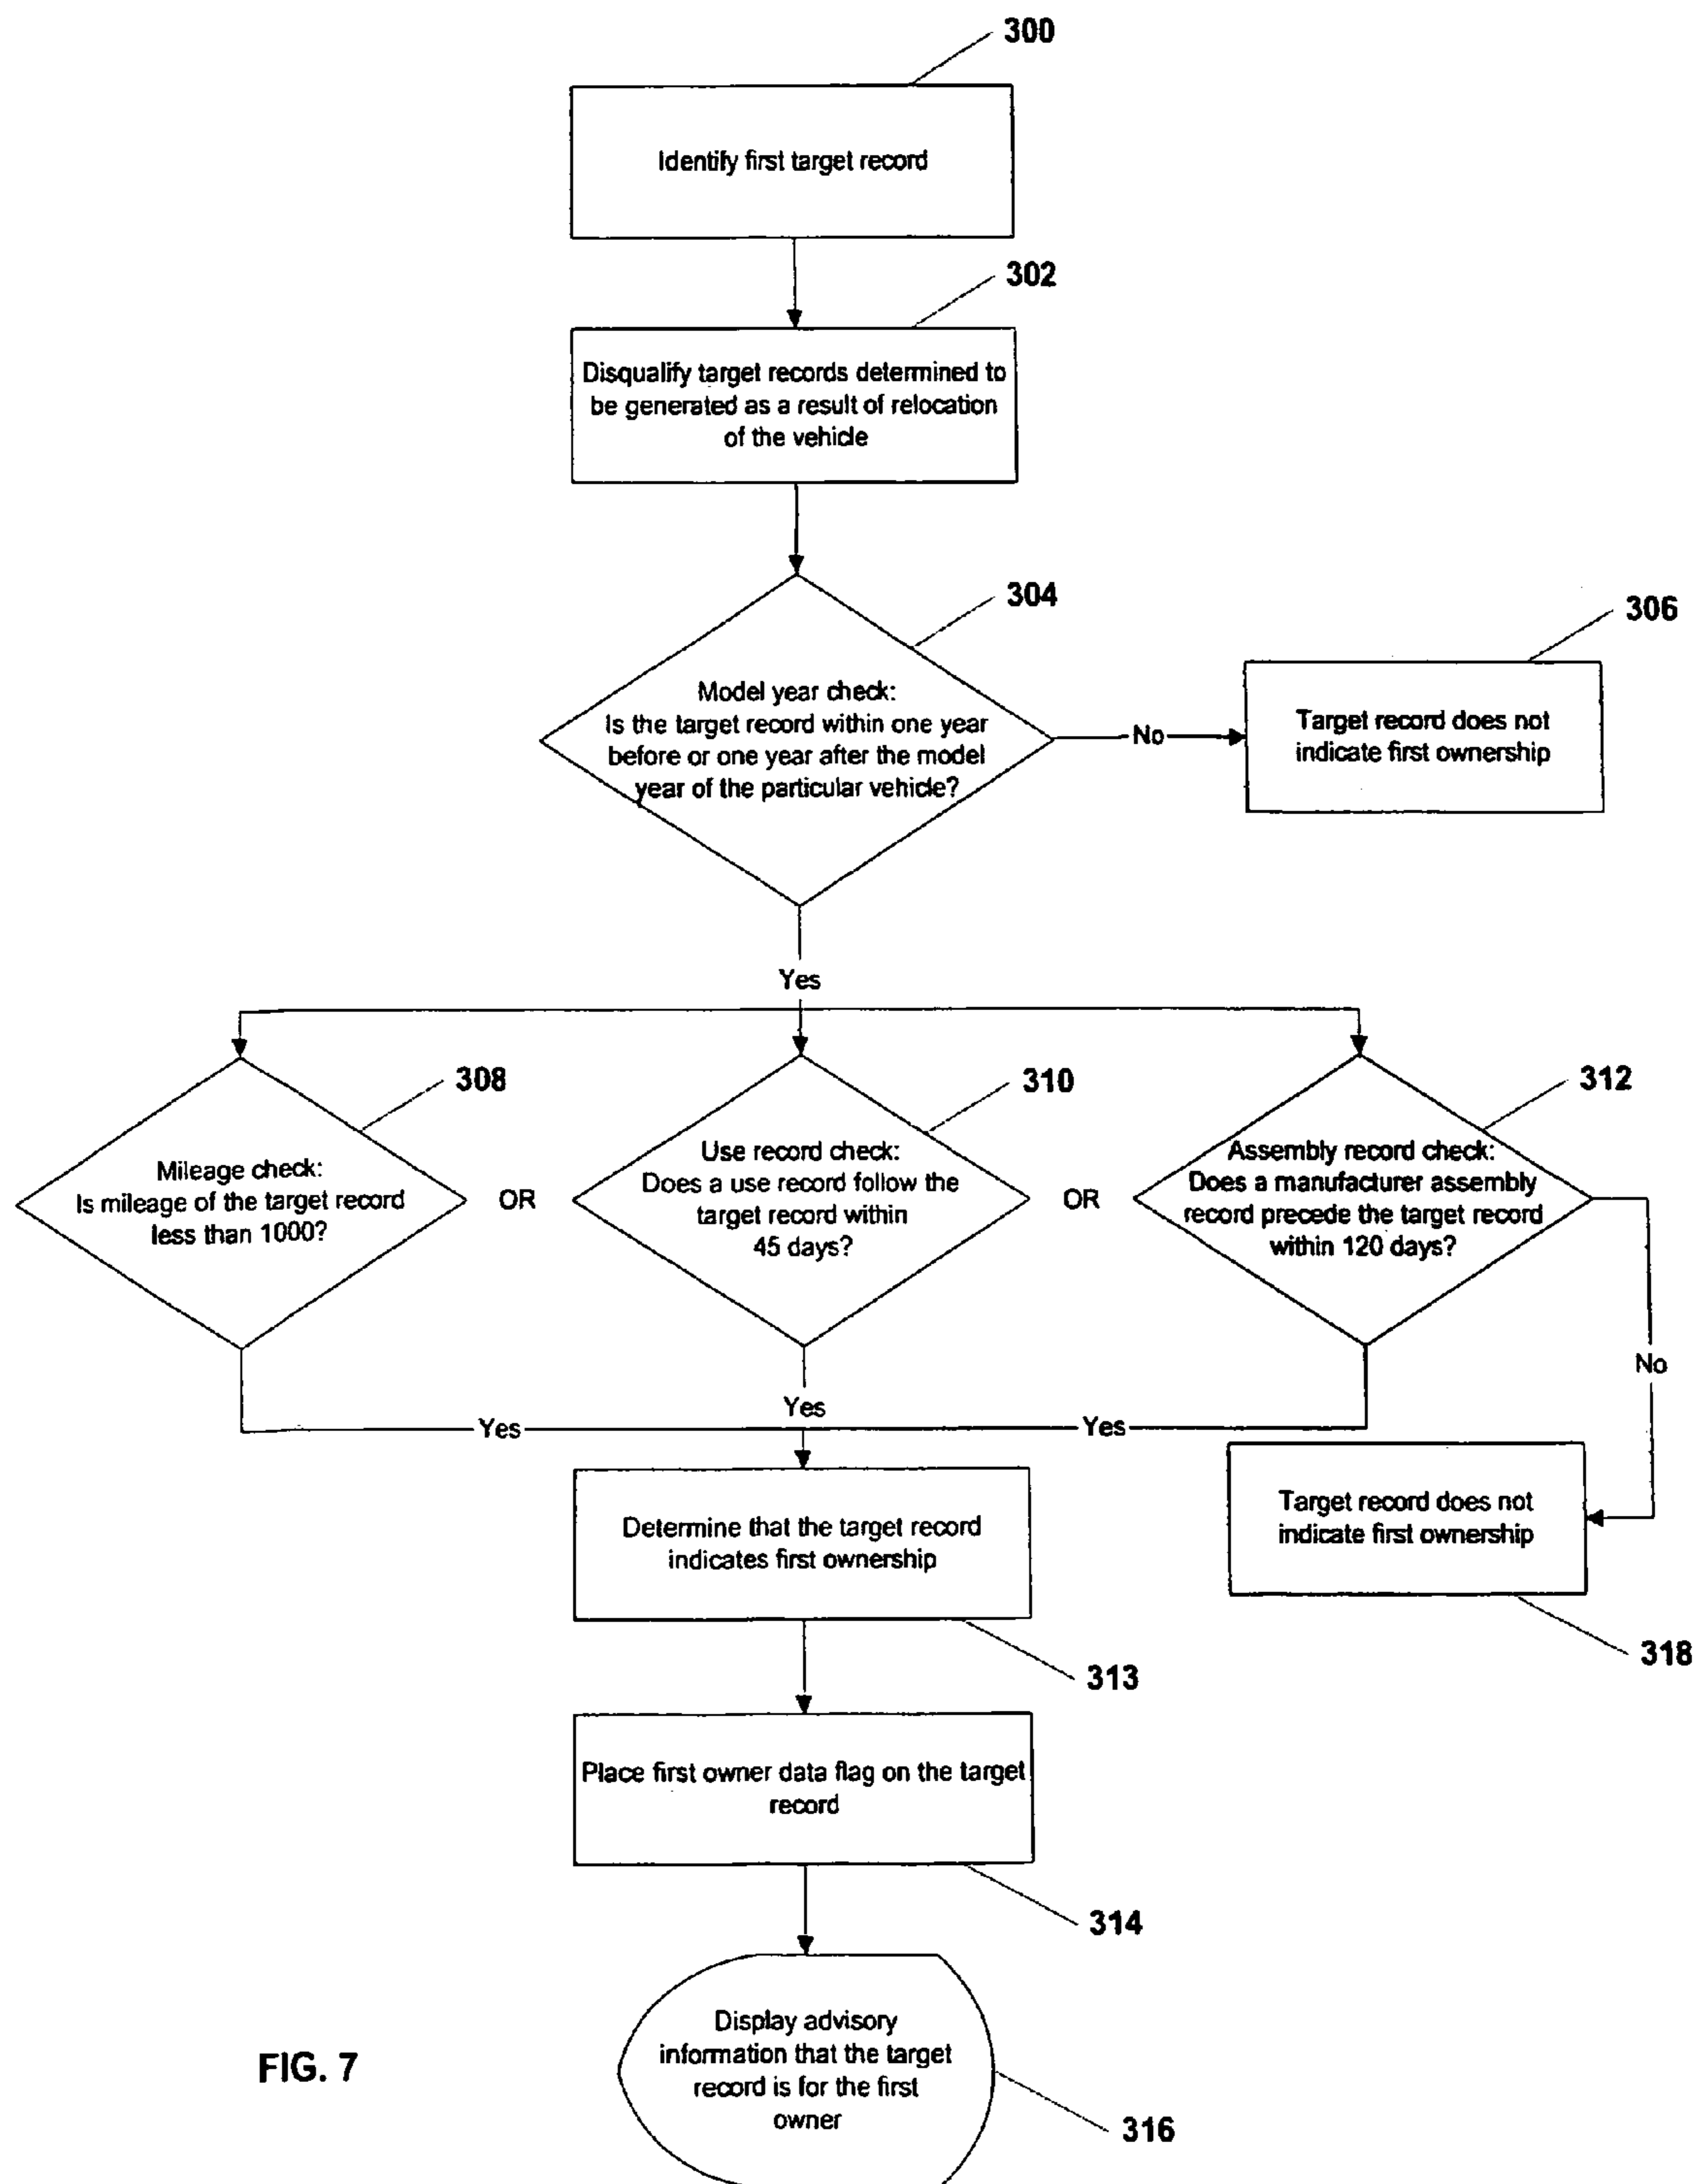 300
Identify first target record
302
Disqualify target records determined to
be generated as a result of relocation
of the vehicle
304
306
Model year check:
Is the target record within one year
before or one year after the model
year of the particular vehicle?
No
Target record does not
indicate first ownership
Yes
308
310
312
Mileage check:
Is mileage of the target record
less than 1000?
OR
Use record check:
Does a use record follow the
target record within
45 days?
OR
Assembly record check:
Does a manufacturer assembly
record precede the target record
within 120 days?
No
Yes
Yes
Yes
Determine that the target record
indicates first ownership
Target record does not
indicate first ownership
313
318
Place first owner data flag on the target
record
314
Display advisory
information that the target
record is for the first
owner
316
FIG. 7